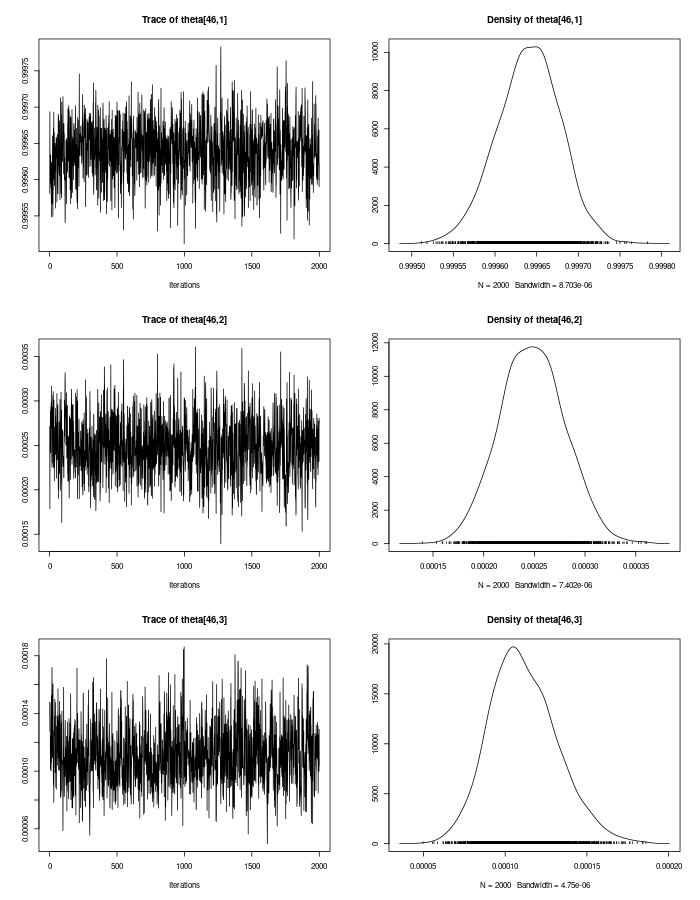 Trace of theta[46,1]
0.99955 0.99960 0.99965 0.99970 0.99975
0 500 1000 1500 2000
Iterations
Density of theta[46,1]
0 2000 4000 6000 8000 10000
0.99950 0.99955 0.99960 0.99965 0.99970 0.99975 0.99980
N = 2000 Bandwidth = 8.703e-06
Trace of theta[46,2]
0.00015 0.00020 0.00025 0.00030 0.00035
0 500 1000 1500 2000
Iterations
Density of theta[46,2]
0 2000 4000 6000 8000 10000 12000
0.00015 0.00020 0.00025 0.00030 0.00035
N = 2000 Bandwidth = 7.402e-06
Trace of theta[46,3]
0.00006 0.00010 0.00014 0.00018
0 500 1000 1500 2000
Iterations
Density of theta[46,3]
0 5000 10000 15000 20000
0.00005 0.00010 0.00015 0.00020
N = 2000 Bandwidth = 4.75e-06